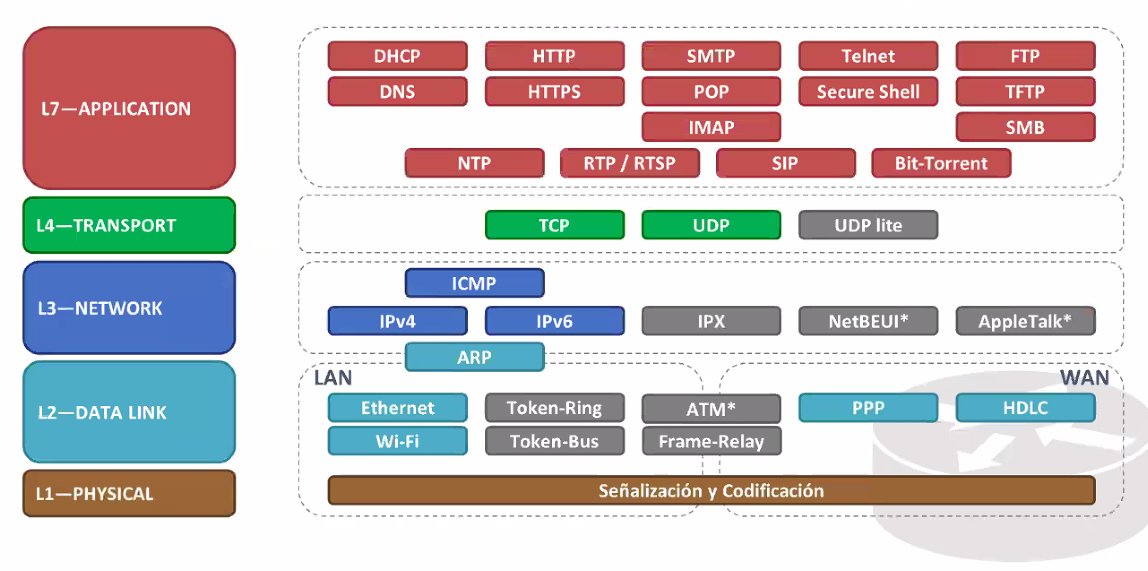 L7—APPLICATION
DHCP HTTP SMTP Telnet FTP
DNS HTTPS POP Secure Shell TFTP
IMAP SMB
NTP RTP / RTSP SIP Bit-Torrent
L4—TRANSPORT
TCP UDP UDP lite
L3—NETWORK
ICMP
IPv4 IPv6 IPX NetBEUI* AppleTalk*
ARP
L2—DATA LINK
LAN WAN
Ethernet Token-Ring ATM* PPP HDLC
Wi-Fi Token-Bus Frame-Relay
L1—PHYSICAL
Señalización y Codificación